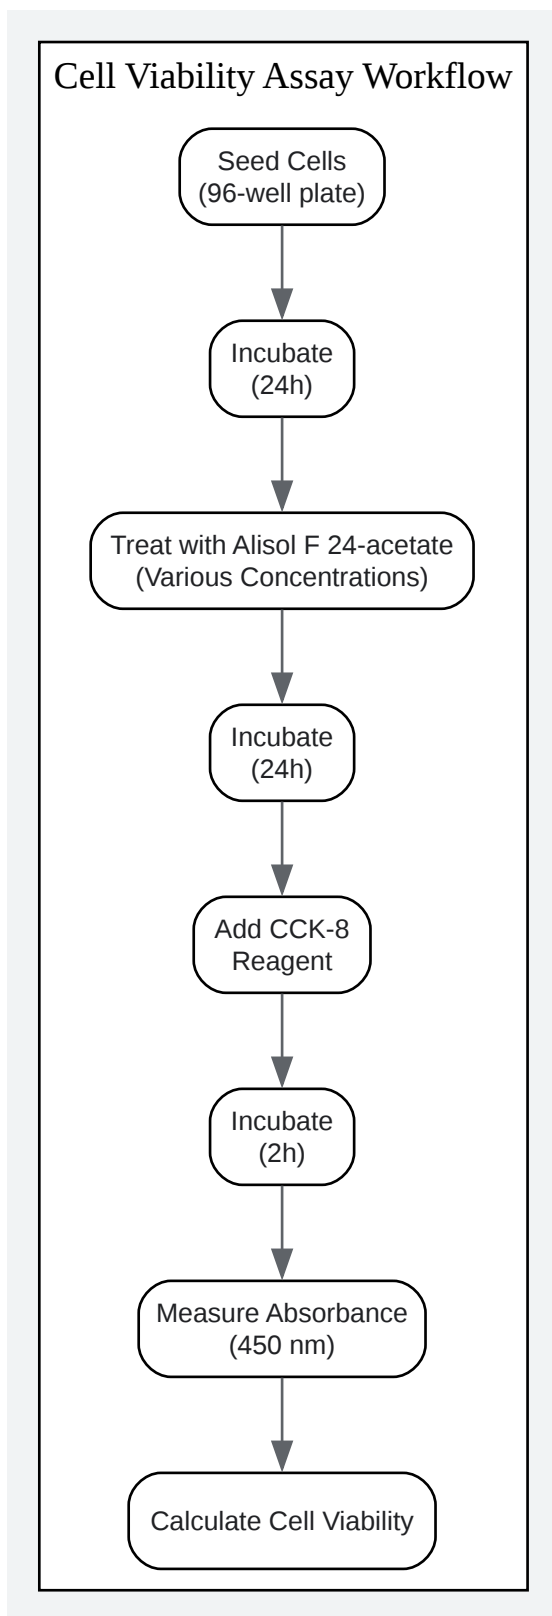 Cell Viability Assay Workflow
Seed Cells
(96-well plate)
Incubate
(24h)
Treat with Alisol F 24-acetate
(Various Concentrations)
Incubate
(24h)
Add CCK-8
Reagent
Incubate
(2h)
Measure Absorbance
(450 nm)
Calculate Cell Viability